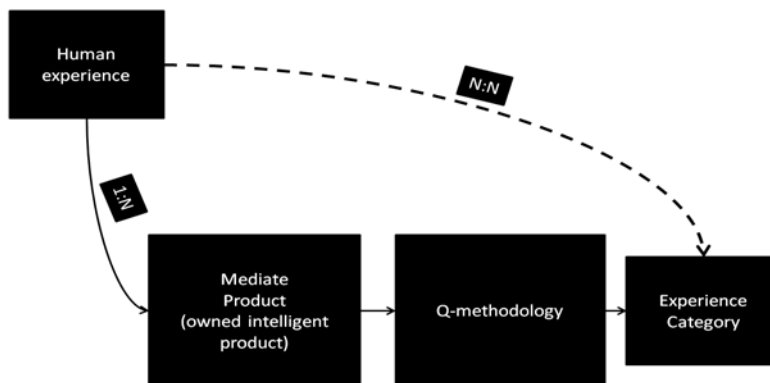 Human
experience
N:N
1:N
Mediate
Product
(owned intelligent
product)
Q-methodology
Experience
Category